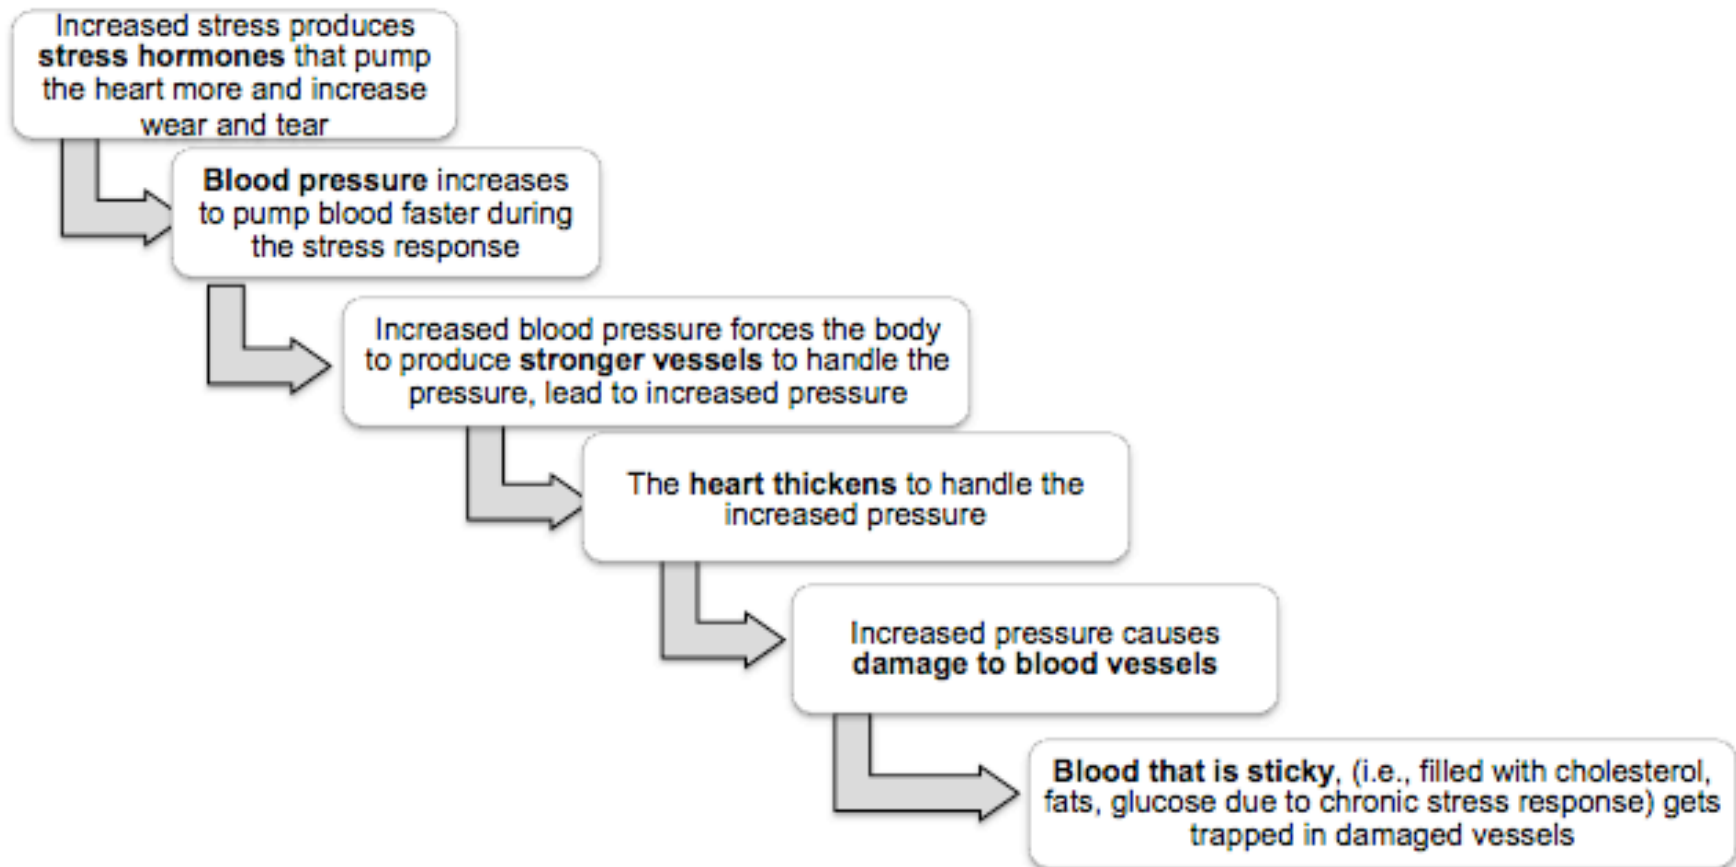 Increased stress produces
stress hormones that pump
the heart more and increase
wear and tear
Blood pressure increases
to pump blood faster during
the stress response
Increased blood pressure forces the body
to produce stronger vessels to handle the
pressure, lead to increased pressure
The heart thickens to handle the
increased pressure
Increased pressure causes
damage to blood vessels
Blood that is sticky, (i.e., filled with cholesterol,
fats, glucose due to chronic stress response) gets
trapped in damaged vessels